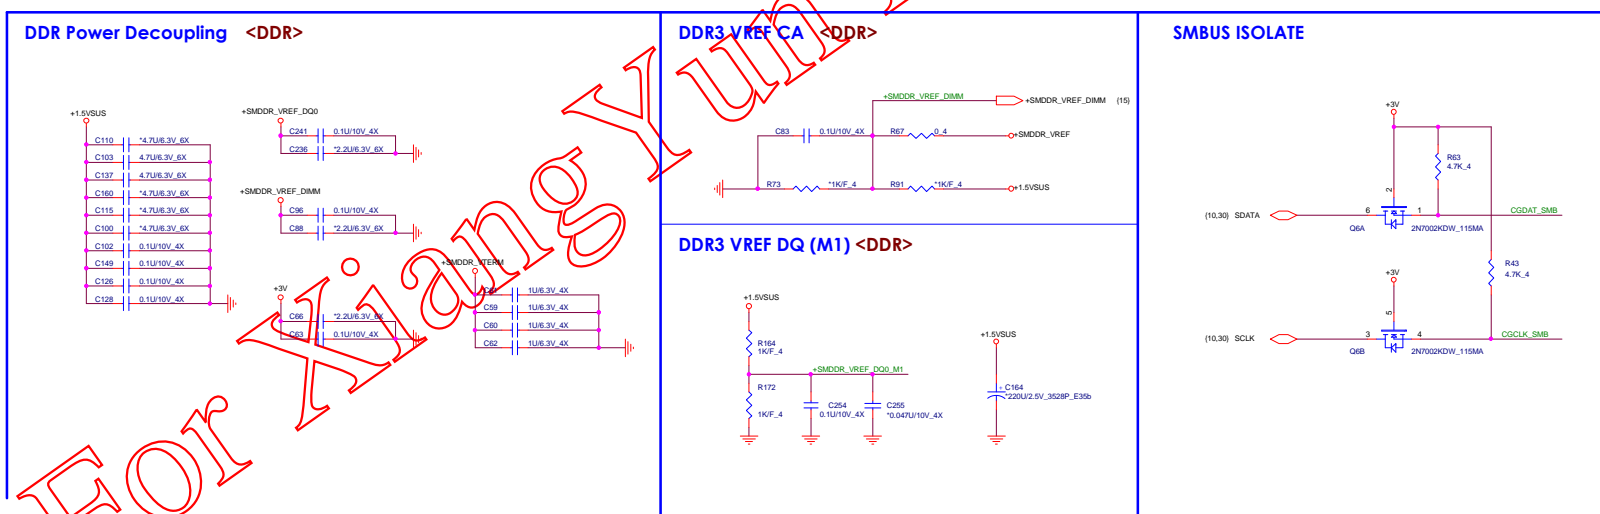 DDR Power Decoupling <DDR>
+1.5VSUS
C110 *4.7U/6.3V_6X
C103 4.7U/6.3V_6X
C137 4.7U/6.3V_6X
C160 *4.7U/6.3V_6X
C115 *4.7U/6.3V_6X
C100 *4.7U/6.3V_6X
C102 0.1U/10V_4X
C149 0.1U/10V_4X
C126 0.1U/10V_4X
C128 0.1U/10V_4X
+SMDDR_VREF_DQ0
C241 0.1U/10V_4X
C236 *2.2U/6.3V_6X
+SMDDR_VREF_DIMM
C96 0.1U/10V_4X
C88 *2.2U/6.3V_6X
+3V
C66 *2.2U/6.3V_6X
C63 0.1U/10V_4X
+SMDDR_VTERM
1U/6.3V_4X
C59 1U/6.3V_4X
C60 1U/6.3V_4X
C62 1U/6.3V_4X
DDR3 VREF CA <DDR>
+SMDDR_VREF_DIMM
+SMDDR_VREF_DIMM (15)
C83 0.1U/10V_4X
R67 0_4
+SMDDR_VREF
R73 *1K/F_4
R91 *1K/F_4
+1.5VSUS
DDR3 VREF DQ (M1) <DDR>
+1.5VSUS
R164
1K/F_4
+SMDDR_VREF_DQ0_M1
R172
1K/F_4
C254
0.1U/10V_4X
C255
*0.047U/10V_4X
+1.5VSUS
+ C164
*220U/2.5V_3528P_E35b
SMBUS ISOLATE
+3V
R63
4.7K_4
2
(10,30) SDATA
6
1
CGDAT_SMB
Q6A
2N7002KDW_115MA
R43
4.7K_4
+3V
5
(10,30) SCLK
3
4
CGCLK_SMB
Q6B
2N7002KDW_115MA
For Xiang Yun